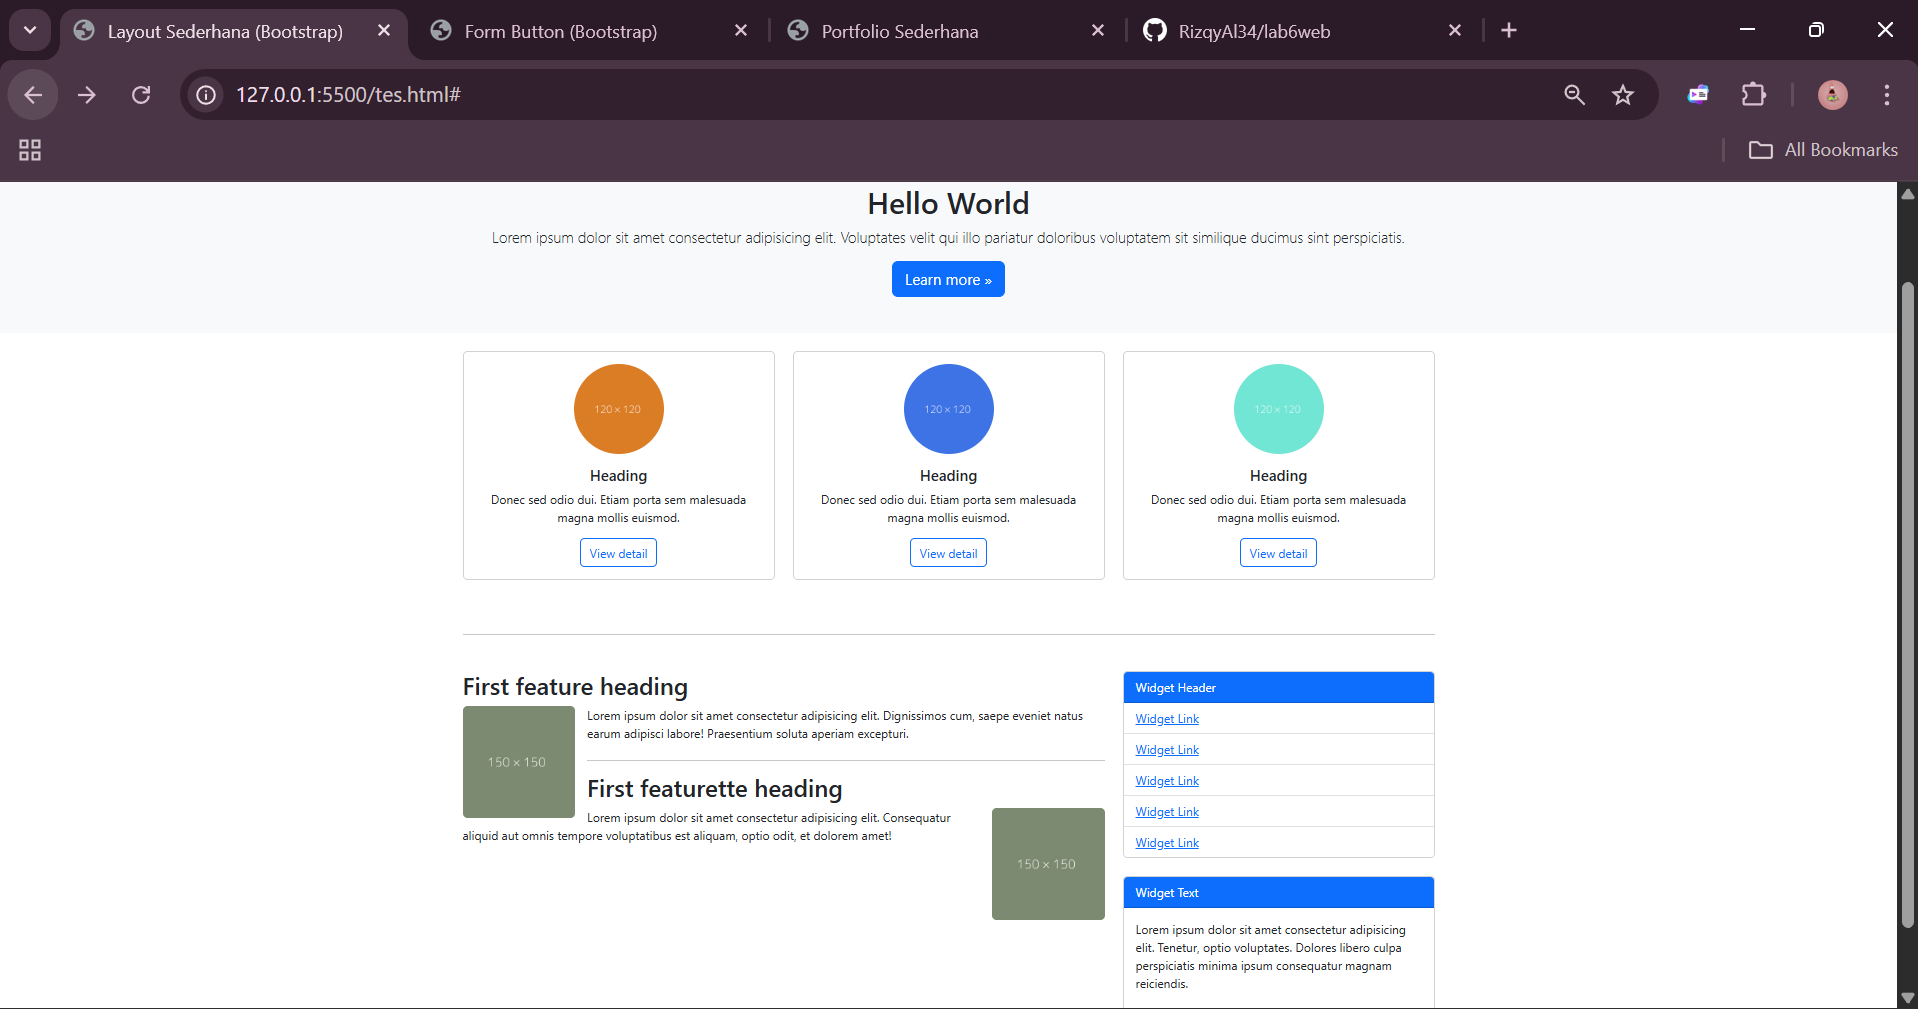 Layout Sederhana (Bootstrap)
Form Button (Bootstrap)
Portfolio Sederhana
RizqyAl34/lab6web
127.0.0.1:5500/tes.html#
All Bookmarks
Hello World
Lorem ipsum dolor sit amet consectetur adipisicing elit. Voluptates velit qui illo pariatur doloribus voluptatem sit similique ducimus sint perspiciatis.
Learn more »
120 × 120
Heading
Donec sed odio dui. Etiam porta sem malesuada
magna mollis euismod.
View detail
120 × 120
Heading
Donec sed odio dui. Etiam porta sem malesuada
magna mollis euismod.
View detail
120 × 120
Heading
Donec sed odio dui. Etiam porta sem malesuada
magna mollis euismod.
View detail
First feature heading
150 × 150
Lorem ipsum dolor sit amet consectetur adipisicing elit. Dignissimos cum, saepe eveniet natus
earum adipisci labore! Praesentium soluta aperiam excepturi.
First featurette heading
Lorem ipsum dolor sit amet consectetur adipisicing elit. Consequatur
aliquid aut omnis tempore voluptatibus est aliquam, optio odit, et dolorem amet!
150 × 150
Widget Header
Widget Link
Widget Link
Widget Link
Widget Link
Widget Link
Widget Text
Lorem ipsum dolor sit amet consectetur adipisicing
elit. Tenetur, optio voluptates. Dolores libero culpa
perspiciatis minima ipsum consequatur magnam
reiciendis.